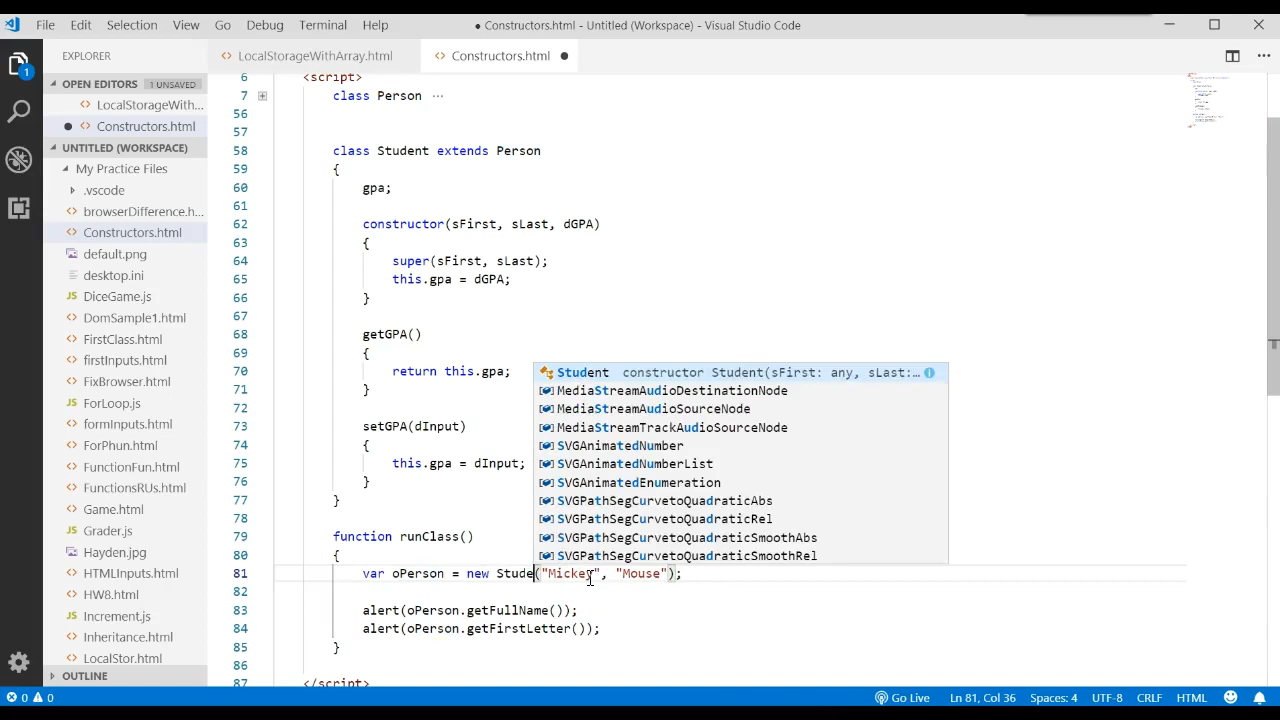 File Edit Selection View Go Debug Terminal Help
● Constructors.html - Untitled (Workspace) - Visual Studio Code
EXPLORER
LocalStorageWithArray.html
Constructors.html ●
OPEN EDITORS 1 UNSAVED
LocalStorageWith...
● Constructors.html
UNTITLED (WORKSPACE)
My Practice Files
.vscode
browserDifference.h...
Constructors.html
default.png
desktop.ini
JS DiceGame.js
DomSample1.html
JS FirstClass.html
firstInputs.html
FixBrowser.html
JS ForLoop.js
formInputs.html
ForPhun.html
FunctionFun.html
FunctionsRUs.html
Game.html
JS Grader.js
Hayden.jpg
HTMLInputs.html
HW8.html
JS Increment.js
Inheritance.html
LocalStor.html
OUTLINE
1
6 <script>
7 class Person ...
56
57
58 class Student extends Person
59 {
60 gpa;
61
62 constructor(sFirst, sLast, dGPA)
63 {
64 super(sFirst, sLast);
65 this.gpa = dGPA;
66 }
67
68 getGPA()
69 {
70 return this.gpa;
71 }
72
73 setGPA(dInput)
74 {
75 this.gpa = dInput;
76 }
77 }
78
79 function runClass()
80 {
81 var oPerson = new Stude("Mickey", "Mouse");
82
83 alert(oPerson.getFullName());
84 alert(oPerson.getFirstLetter());
85 }
86
87 </script>
Student constructor Student(sFirst: any, sLast:...
MediaStreamAudioDestinationNode
MediaStreamAudioSourceNode
MediaStreamTrackAudioSourceNode
SVGAnimatedNumber
SVGAnimatedNumberList
SVGAnimatedEnumeration
SVGPathSegCurvetoQuadraticAbs
SVGPathSegCurvetoQuadraticRel
SVGPathSegCurvetoQuadraticSmoothAbs
SVGPathSegCurvetoQuadraticSmoothRel
0 0 Go Live Ln 81, Col 36 Spaces: 4 UTF-8 CRLF HTML